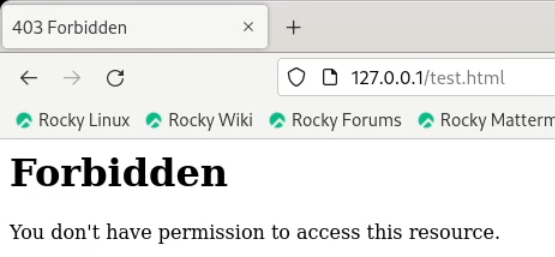 403 Forbidden
127.0.0.1/test.html
Rocky Linux Rocky Wiki Rocky Forums Rocky Matterm
Forbidden
You don't have permission to access this resource.